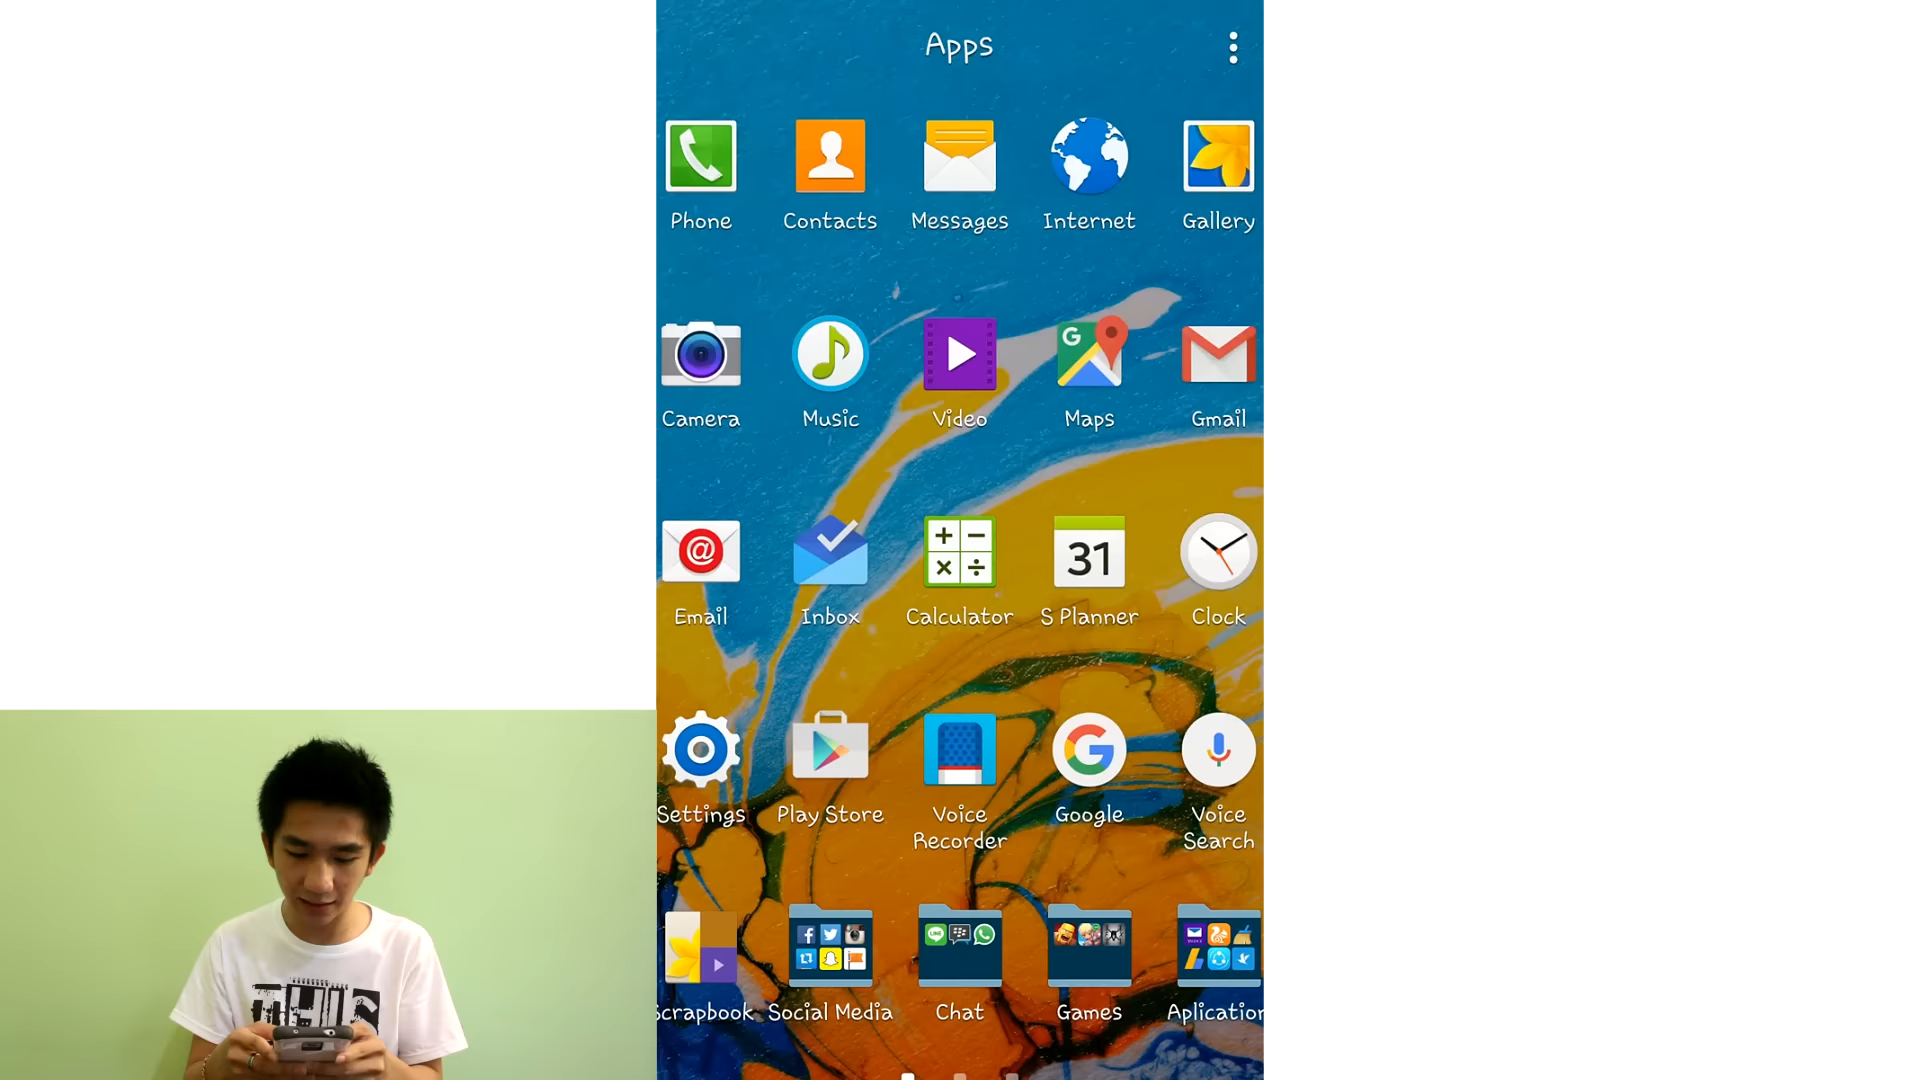 Apps
Phone
Contacts
Messages
Internet
Gallery
G
Camera
Music
Video
Maps
Gmail
@
+ −
31
× ÷
Email
Inbox
Calculator
S Planner
Clock
G
Settings
Play Store
Voice
Recorder
Google
Voice
Search
Scrapbook
Social Media
Chat
Games
Aplication